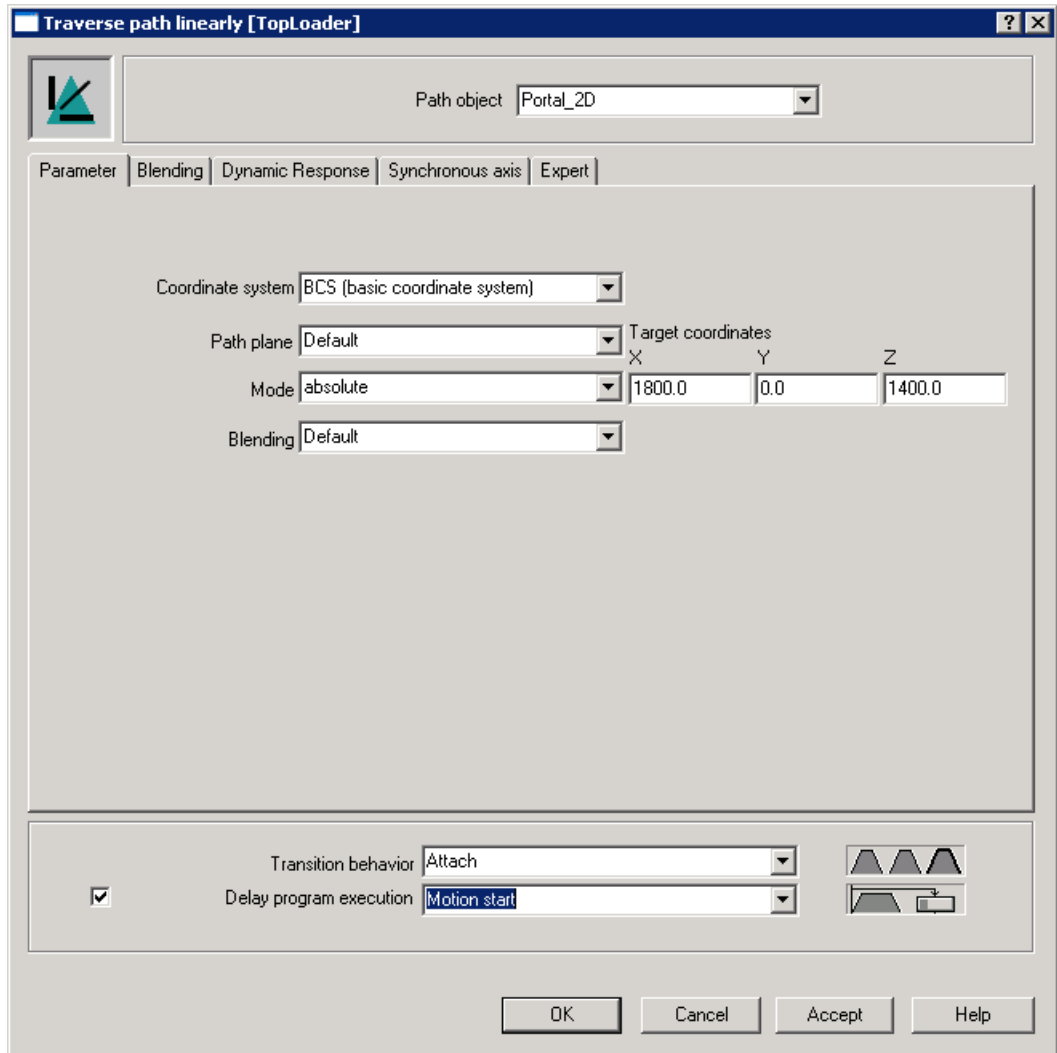 Traverse path linearly [TopLoader]
Path object Portal_2D
Parameter Blending Dynamic Response Synchronous axis Expert
Coordinate system BCS (basic coordinate system)
Path plane Default Target coordinates
X Y Z
Mode absolute 1800.0 0.0 1400.0
Blending Default
Transition behavior Attach
Delay program execution Motion start
OK Cancel Accept Help